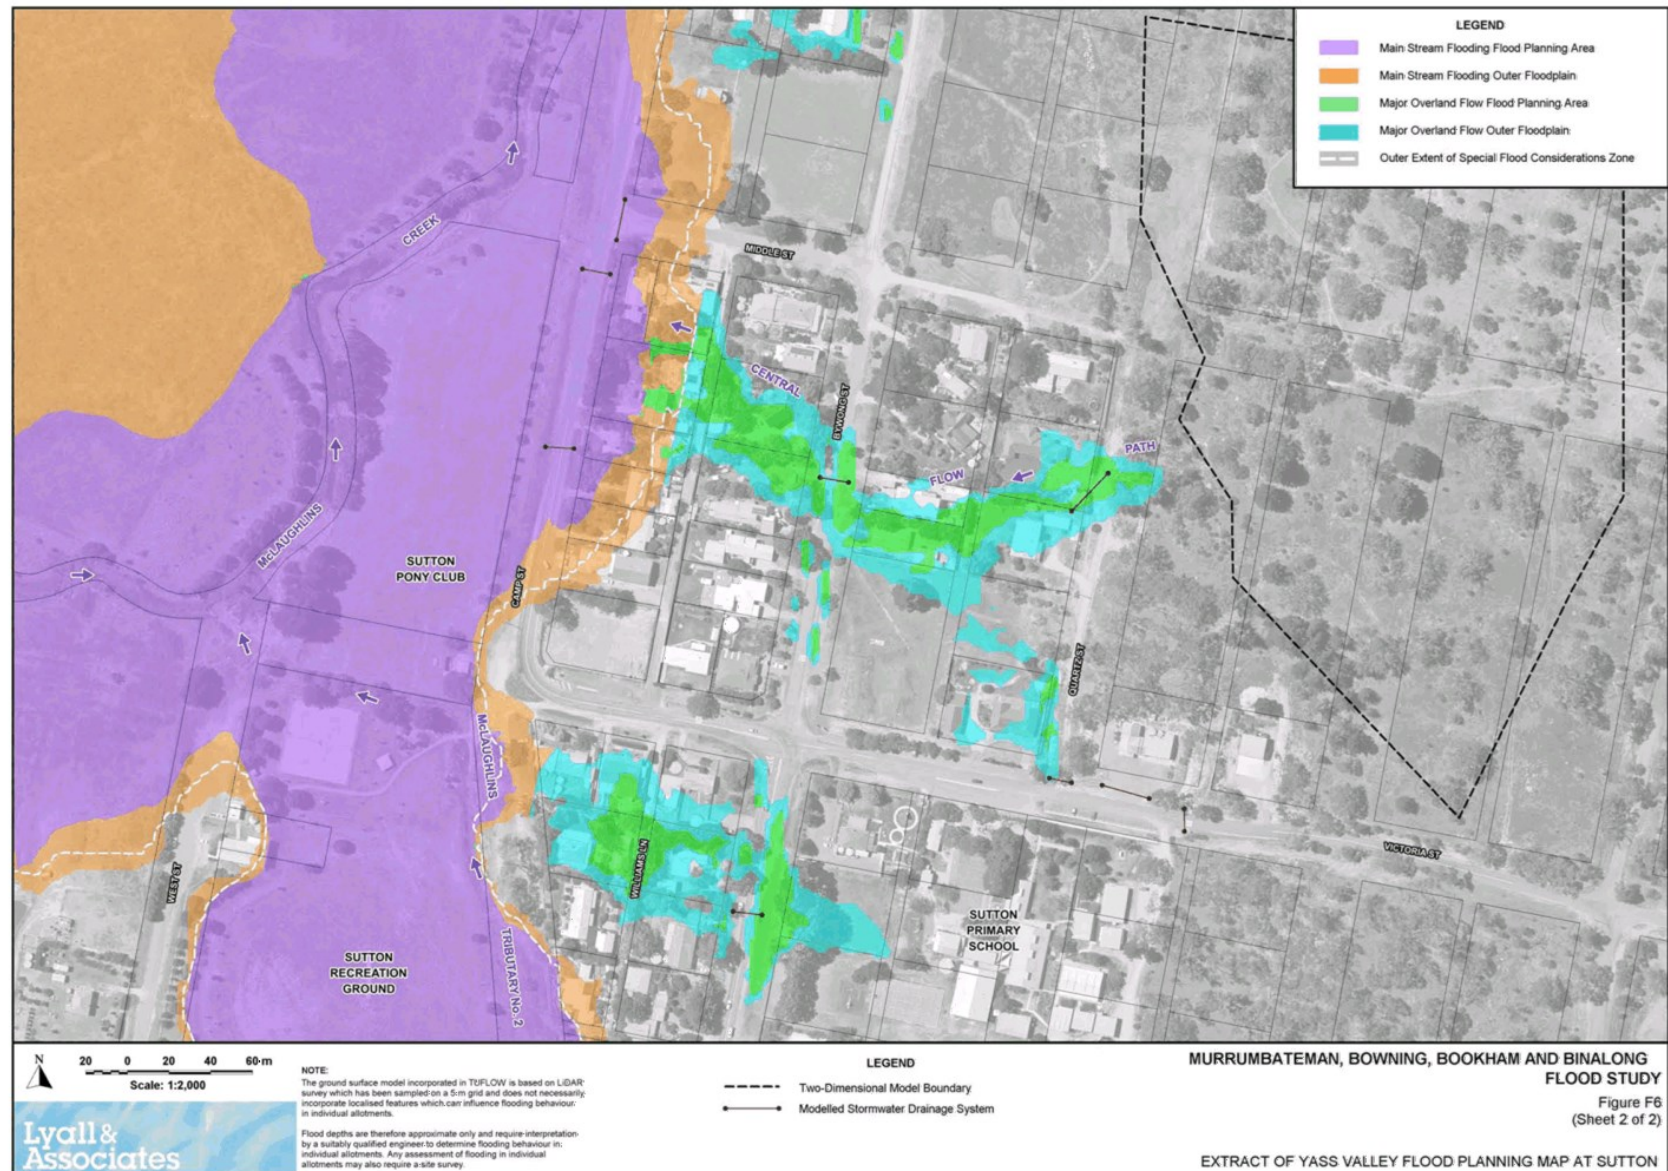 LEGEND
Main Stream Flooding Flood Planning Area
Main Stream Flooding Outer Floodplain
Major Overland Flow Flood Planning Area
Major Overland Flow Outer Floodplain
Outer Extent of Special Flood Considerations Zone
CREEK
MIDDLE ST
CENTRAL
BYWONG ST
PATH
FLOW
McLAUGHLINS
SUTTON
PONY CLUB
CAMP ST
QUARTZ ST
McLAUGHLINS
WILLIAMS LN
VICTORIA ST
WEST ST
SUTTON
PRIMARY
SCHOOL
SUTTON
RECREATION
GROUND
TRIBUTARY No. 2
N
20 0 20 40 60 m
Scale: 1:2,000
Lyall &
Associates
NOTE:
The ground surface model incorporated in TUFLOW is based on LiDAR
survey which has been sampled on a 5 m grid and does not necessarily
incorporate localised features which can influence flooding behaviour
in individual allotments.
Flood depths are therefore approximate only and require interpretation
by a suitably qualified engineer to determine flooding behaviour in
individual allotments. Any assessment of flooding in individual
allotments may also require a site survey.
LEGEND
Two-Dimensional Model Boundary
Modelled Stormwater Drainage System
MURRUMBATEMAN, BOWNING, BOOKHAM AND BINALONG
FLOOD STUDY
Figure F6
(Sheet 2 of 2)
EXTRACT OF YASS VALLEY FLOOD PLANNING MAP AT SUTTON